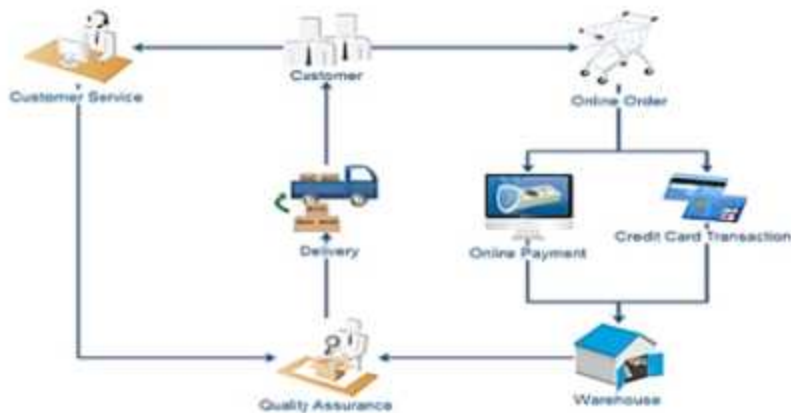 Customer
Customer Service
Online Order
Delivery
Online Payment
Credit Card Transaction
Quality Assurance
Warehouse